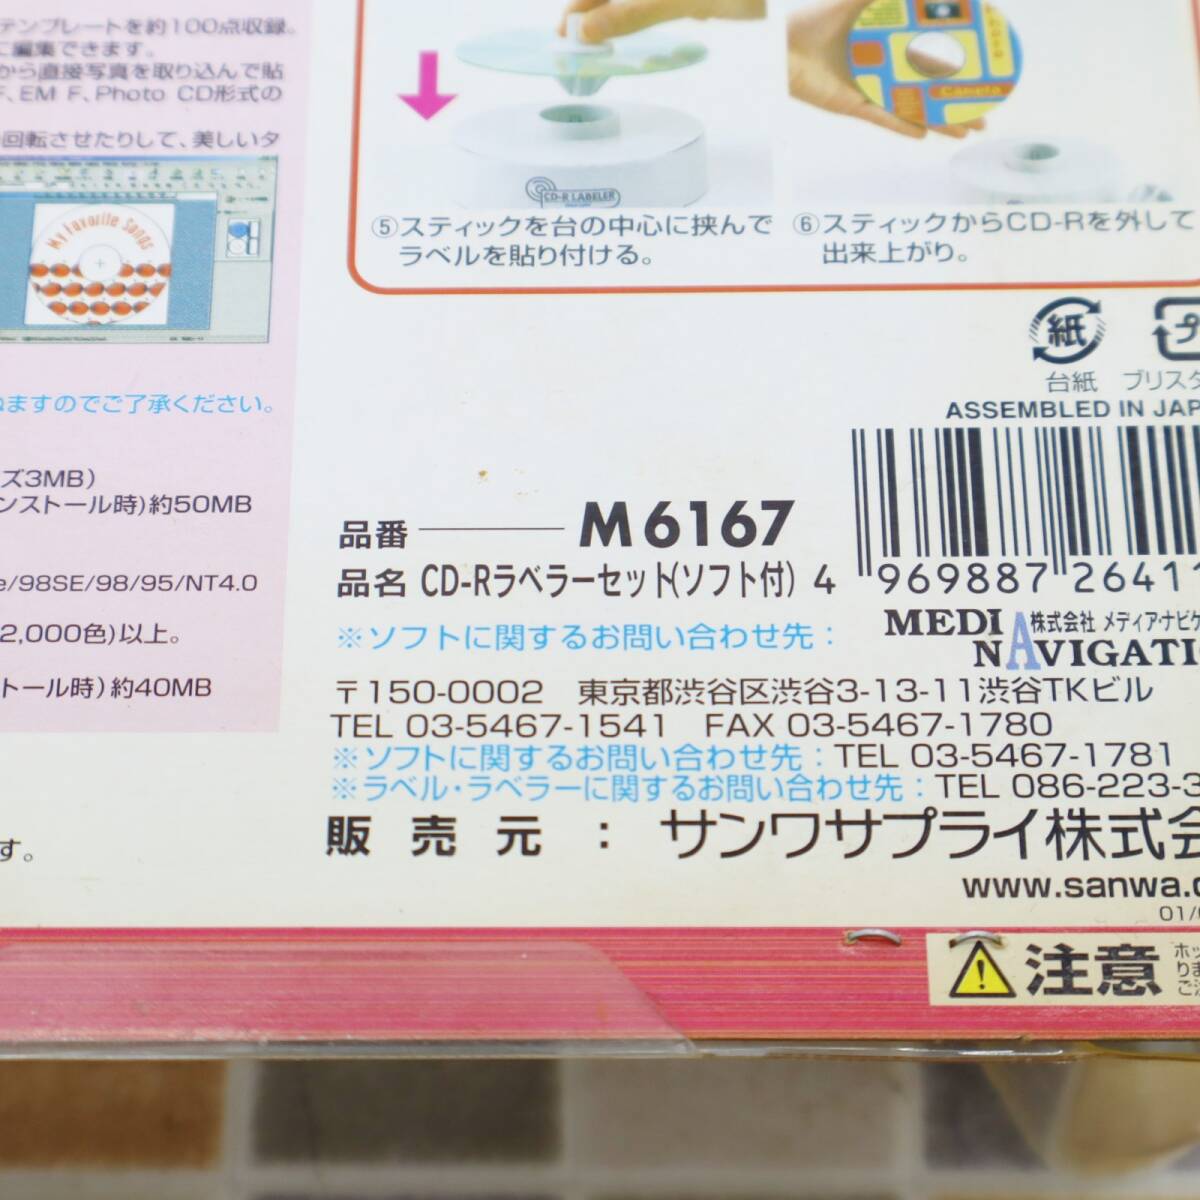 テンプレートを約100点収録。
に編集できます。
から直接写真を取り込んで貼
F、EM F、Photo CD形式の
回転させたりして、美しいタ
My Favorite Songs
ねますのでご了承ください。
ズ3MB）
ンストール時)約50MB
e/98SE/98/95/NT4.0
2,000色)以上。
トール時）約40MB
す。
Camera
CD-R LABELER
⑤スティックを台の中心に挟んで
ラベルを貼り付ける。
⑥スティックからCD-Rを外して
出来上がり。
紙
プ
台紙
ブリスタ
ASSEMBLED IN JAP
品番 M6167
品名 CD-Rラベラーセット(ソフト付)
4 969887 26411
※ソフトに関するお問い合わせ先：
MEDI
株式会社 メディア・ナビゲ
NAVIGATIO
〒150-0002 東京都渋谷区渋谷3-13-11渋谷TKビル
TEL 03-5467-1541 FAX 03-5467-1780
※ソフトに関するお問い合わせ先：TEL 03-5467-1781
※ラベル・ラベラーに関するお問い合わせ先：TEL 086-223-3
販売元：サンワサプライ株式会
www.sanwa.c
01/0
注意
ホッ
りま
ご注